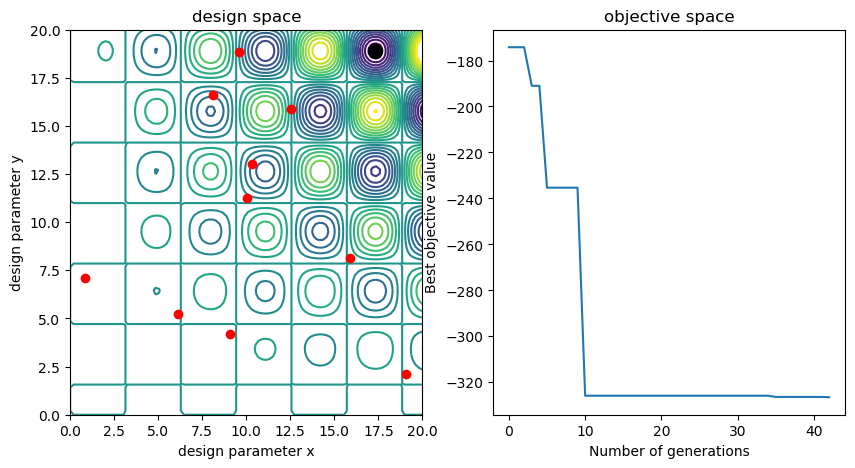 design space
20.0
17.5
15.0
12.5
10.0
7.5
5.0
2.5
0.0
design parameter y
0.0 2.5 5.0 7.5 10.0 12.5 15.0 17.5 20.0
design parameter x
objective space
−180
−200
−220
−240
−260
−280
−300
−320
Best objective value
0 10 20 30 40
Number of generations